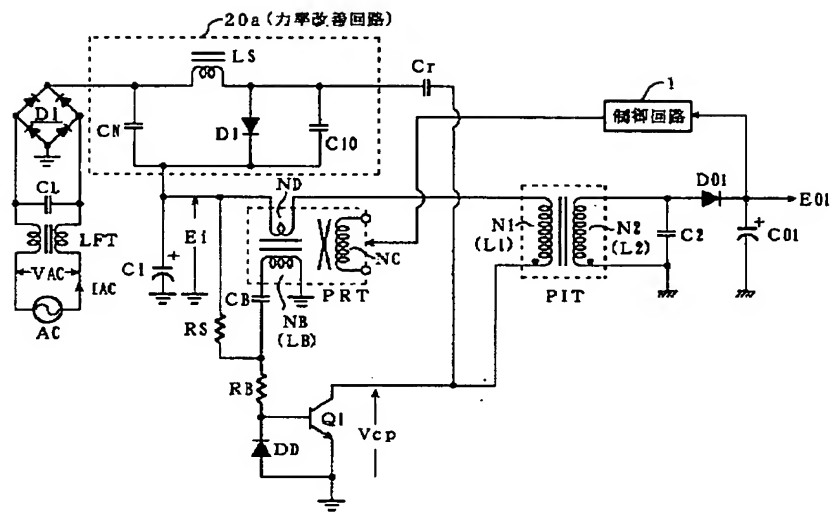 20a(力率改善回路)
LS
Cr
1
制御回路
D1
CN
D1
C10
ND
D01
E01
CL
N1
(L1)
N2
(L2)
C2
C01
LFT
Ei
C1
NC
VAC
IAC
CB
PRT
PIT
AC
RS
NB
(LB)
RB
Q1
Vcp
DD